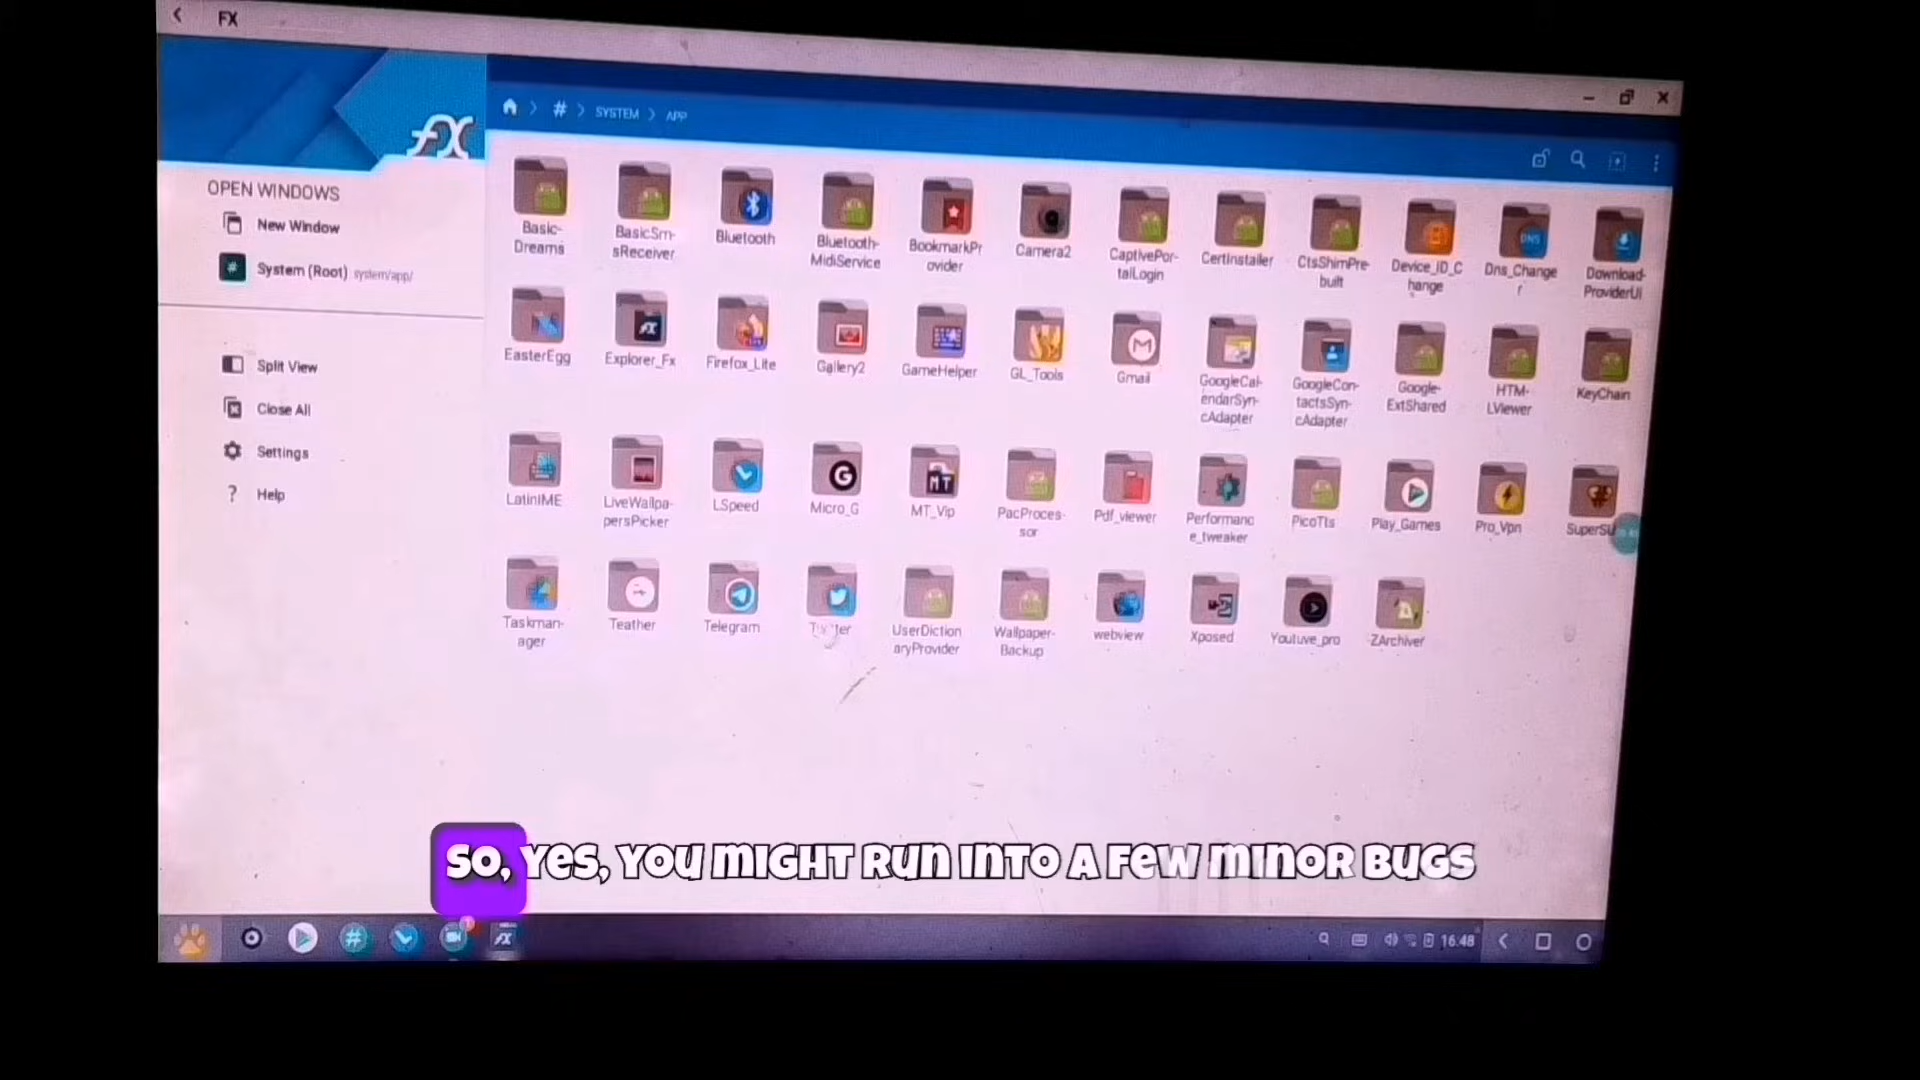 FX
fX
SYSTEM
APP
OPEN WINDOWS
New Window
#
System (Root) system/app/
Split View
Close All
Settings
? Help
Basic-
Dreams
BasicSm-
sReceiver
Bluetooth
Bluetooth-
MidiService
BookmarkPr
ovider
Camera2
CaptivePor-
talLogin
CertInstaller
CtsShimPre-
built
Device_ID_C
hange
DNS
Dns_Change
r
Download-
ProviderUi
EasterEgg
Explorer_Fx
Firefox_Lite
Gallery2
GameHelper
GL_Tools
Gmail
GoogleCal-
endarSyn-
cAdapter
GoogleCon-
tactsSyn-
cAdapter
Google-
ExtShared
HTM-
LViewer
KeyChain
LatinIME
LiveWallpa-
persPicker
LSpeed
G
Micro_G
MT
MT_Vip
PacProces-
sor
Pdf_viewer
Performanc
e_tweaker
PicoTts
Play_Games
Pro_Vpn
SuperSU
Taskman-
ager
Teather
Telegram
Twitter
UserDiction
aryProvider
Wallpaper-
Backup
webview
Xposed
Youtuve_pro
ZArchiver
So, yes, you might run into a few minor bugs
16:48